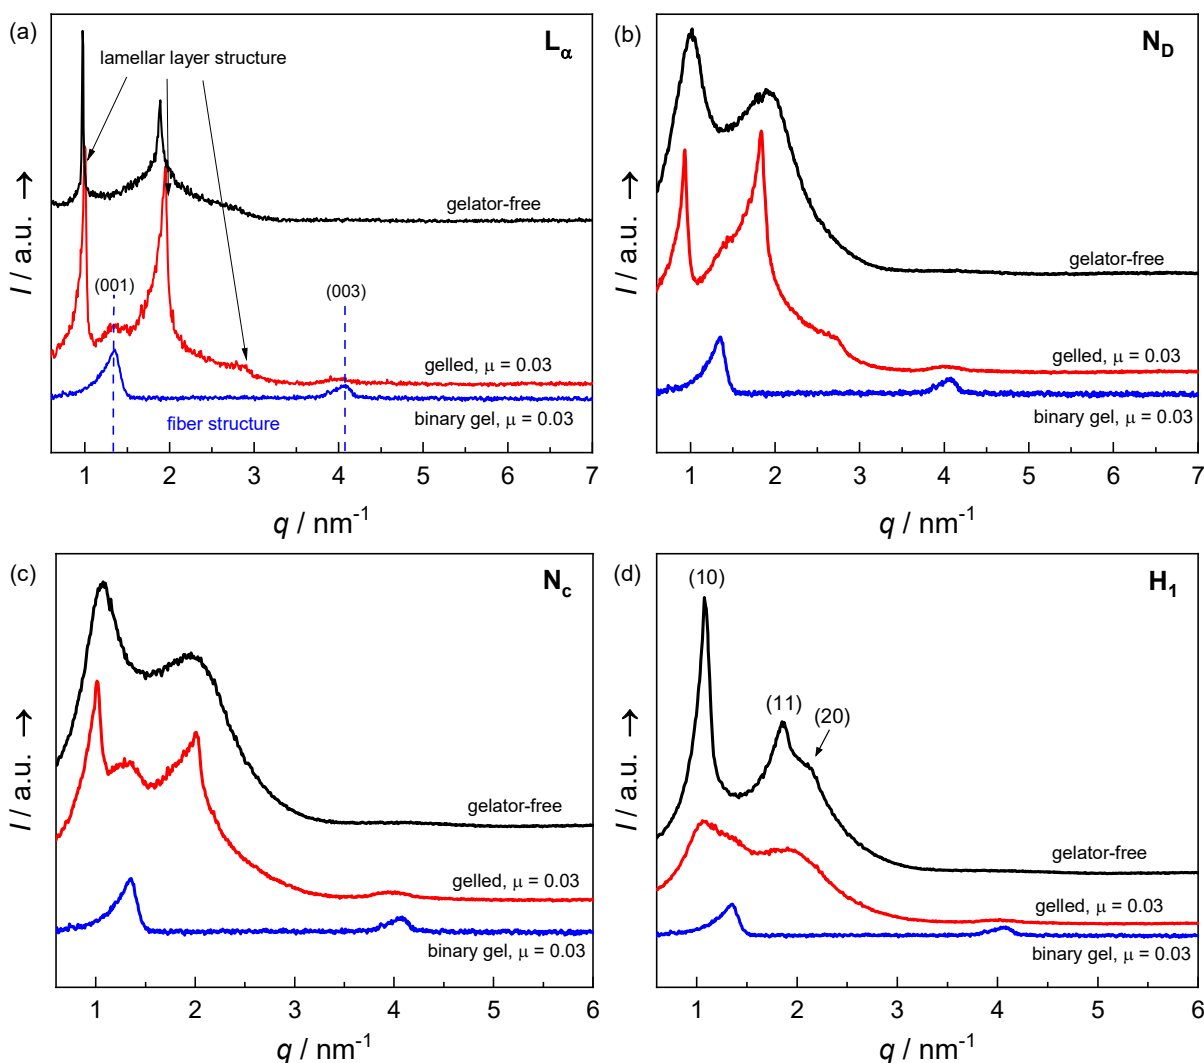 (a)
L_α
lamellar layer structure
gelator-free
(001)
(003)
gelled, μ = 0.03
fiber structure
binary gel, μ = 0.03
I / a.u. →
1 2 3 4 5 6 7
q / nm⁻¹
(b)
N_D
gelator-free
gelled, μ = 0.03
binary gel, μ = 0.03
I / a.u. →
1 2 3 4 5 6 7
q / nm⁻¹
(c)
N_c
gelator-free
gelled, μ = 0.03
binary gel, μ = 0.03
I / a.u. →
1 2 3 4 5 6
q / nm⁻¹
(d)
(10)
H₁
(11)
(20)
gelator-free
gelled, μ = 0.03
binary gel, μ = 0.03
I / a.u. →
1 2 3 4 5 6
q / nm⁻¹